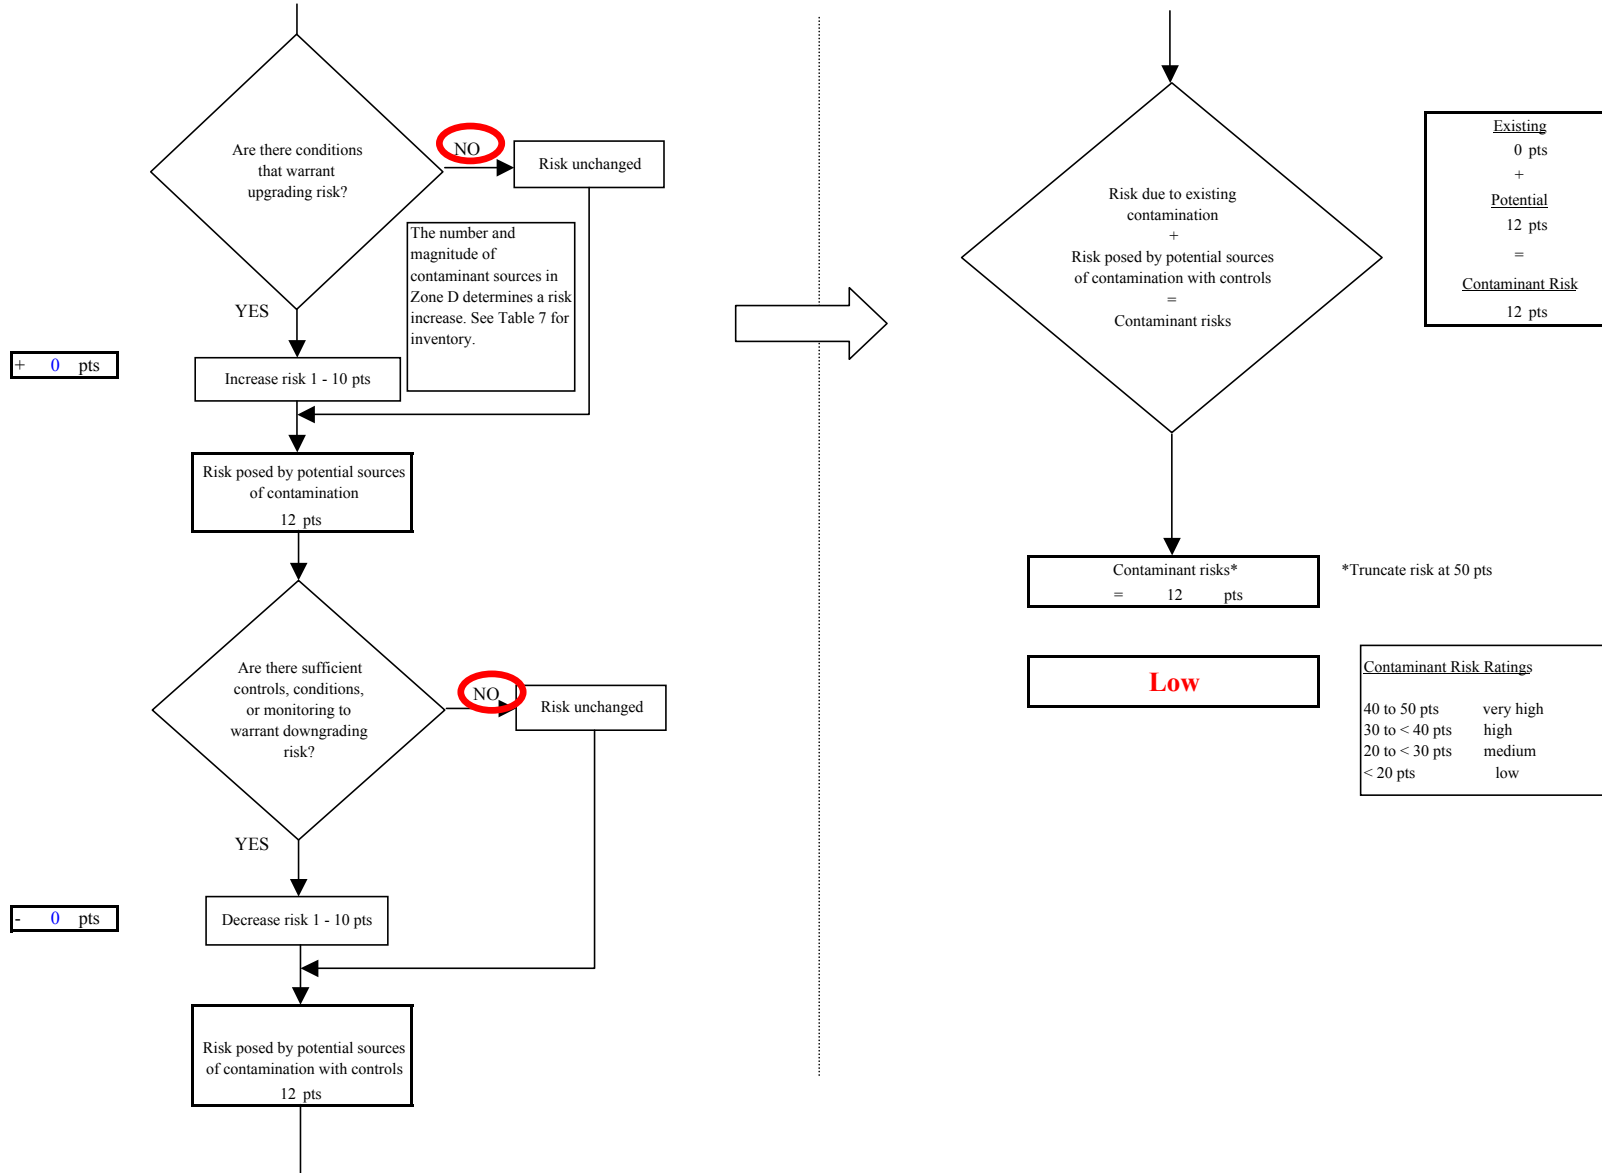 Are there conditions
that warrant
upgrading risk?
NO
Risk unchanged
The number and
magnitude of
contaminant sources in
Zone D determines a risk
increase. See Table 7 for
inventory.
YES
+ 0 pts
Increase risk 1 - 10 pts
Risk posed by potential sources
of contamination
12 pts
Are there sufficient
controls, conditions,
or monitoring to
warrant downgrading
risk?
NO
Risk unchanged
YES
- 0 pts
Decrease risk 1 - 10 pts
Risk posed by potential sources
of contamination with controls
12 pts
Risk due to existing
contamination
+
Risk posed by potential sources
of contamination with controls
=
Contaminant risks
Existing
0 pts
+
Potential
12 pts
=
Contaminant Risk
12 pts
Contaminant risks*
= 12 pts
*Truncate risk at 50 pts
Low
Contaminant Risk Ratings
40 to 50 pts very high
30 to < 40 pts high
20 to < 30 pts medium
< 20 pts low